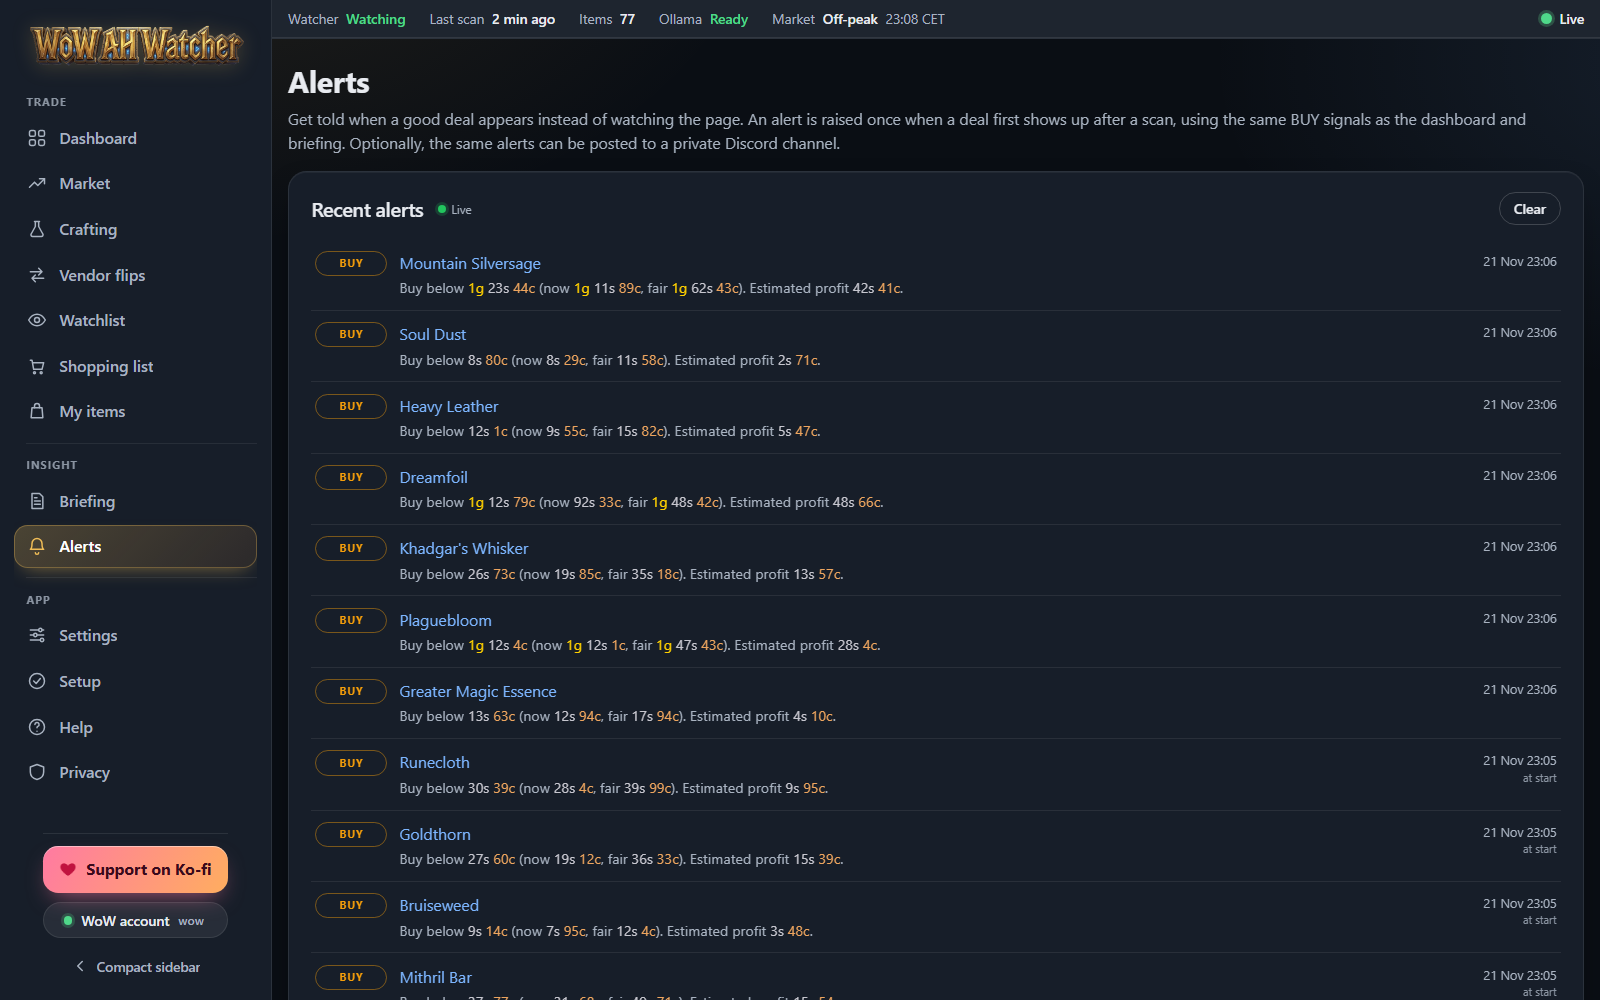 WoW AH Watcher
TRADE
Dashboard
Market
Crafting
Vendor flips
Watchlist
Shopping list
My items
INSIGHT
Briefing
Alerts
APP
Settings
Setup
Help
Privacy
Support on Ko-fi
WoW account wow
Compact sidebar
Watcher Watching Last scan 2 min ago Items 77 Ollama Ready Market Off-peak 23:08 CET Live
Alerts
Get told when a good deal appears instead of watching the page. An alert is raised once when a deal first shows up after a scan, using the same BUY signals as the dashboard and
briefing. Optionally, the same alerts can be posted to a private Discord channel.
Recent alerts Live Clear
BUY Mountain Silversage 21 Nov 23:06
Buy below 1g 23s 44c (now 1g 11s 89c, fair 1g 62s 43c). Estimated profit 42s 41c.
BUY Soul Dust 21 Nov 23:06
Buy below 8s 80c (now 8s 29c, fair 11s 58c). Estimated profit 2s 71c.
BUY Heavy Leather 21 Nov 23:06
Buy below 12s 1c (now 9s 55c, fair 15s 82c). Estimated profit 5s 47c.
BUY Dreamfoil 21 Nov 23:06
Buy below 1g 12s 79c (now 92s 33c, fair 1g 48s 42c). Estimated profit 48s 66c.
BUY Khadgar's Whisker 21 Nov 23:06
Buy below 26s 73c (now 19s 85c, fair 35s 18c). Estimated profit 13s 57c.
BUY Plaguebloom 21 Nov 23:06
Buy below 1g 12s 4c (now 1g 12s 1c, fair 1g 47s 43c). Estimated profit 28s 4c.
BUY Greater Magic Essence 21 Nov 23:06
Buy below 13s 63c (now 12s 94c, fair 17s 94c). Estimated profit 4s 10c.
BUY Runecloth 21 Nov 23:05
at start
Buy below 30s 39c (now 28s 4c, fair 39s 99c). Estimated profit 9s 95c.
BUY Goldthorn 21 Nov 23:05
at start
Buy below 27s 60c (now 19s 12c, fair 36s 33c). Estimated profit 15s 39c.
BUY Bruiseweed 21 Nov 23:05
at start
Buy below 9s 14c (now 7s 95c, fair 12s 4c). Estimated profit 3s 48c.
BUY Mithril Bar 21 Nov 23:05
at start